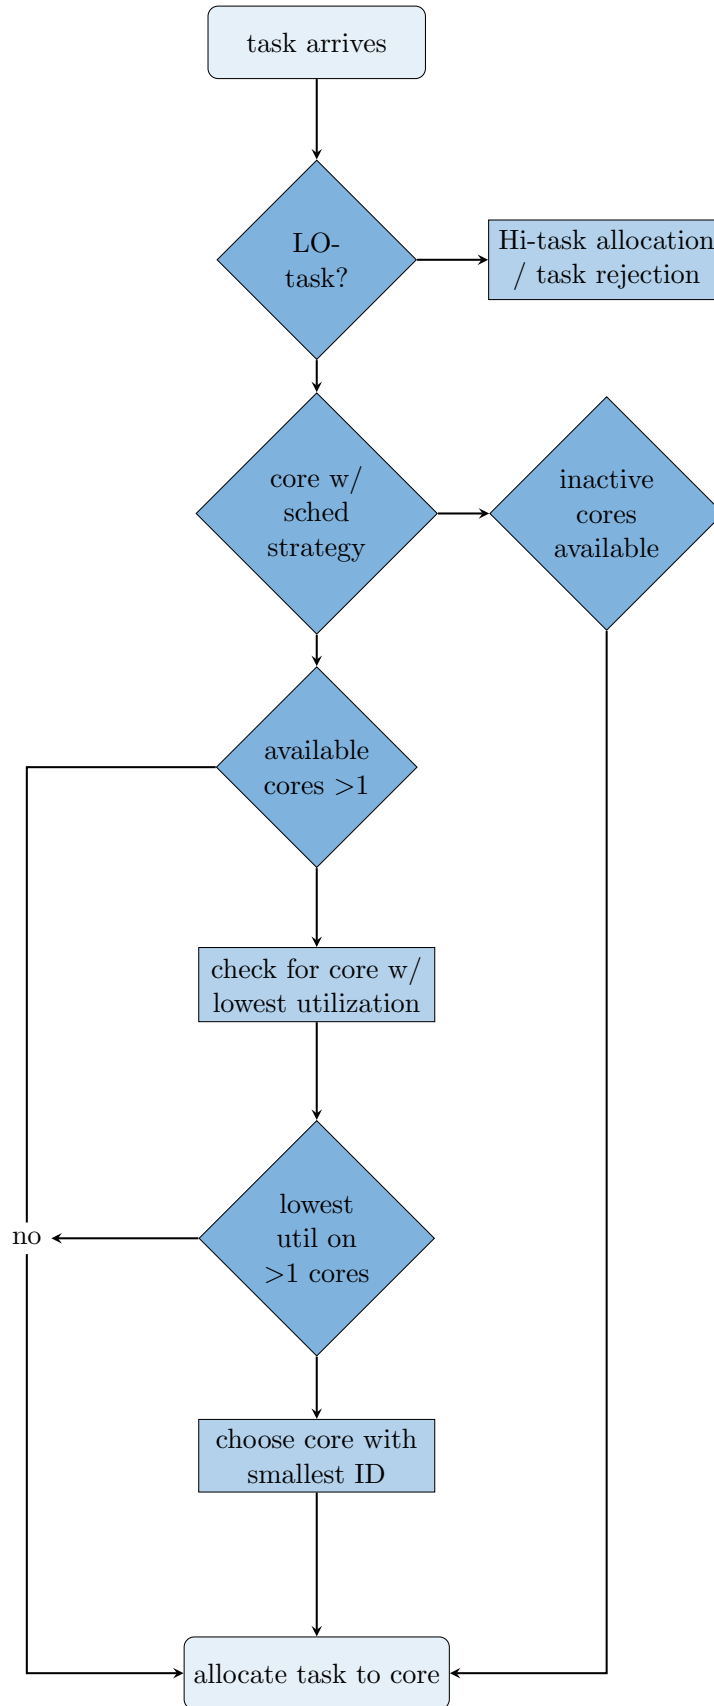 task arrives
LO-
task?
Hi-task allocation
/ task rejection
core w/
sched
strategy
inactive
cores
available
available
cores >1
check for core w/
lowest utilization
lowest
util on
>1 cores
no
choose core with
smallest ID
allocate task to core